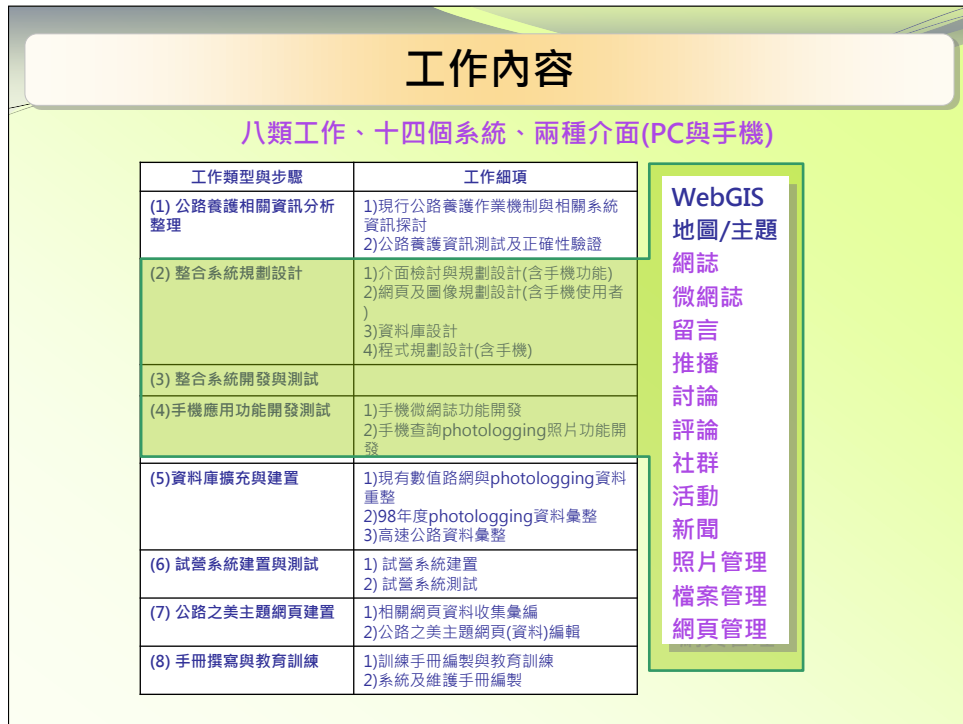 工作內容
八類工作、十四個系統、兩種介面(PC與手機)
工作類型與步驟
工作細項
(1) 公路養護相關資訊分析
整理
1)現行公路養護作業機制與相關系統
資訊探討
2)公路養護資訊測試及正確性驗證
(2) 整合系統規劃設計
1)介面檢討與規劃設計(含手機功能)
2)網頁及圖像規劃設計(含手機使用者
)
3)資料庫設計
4)程式規劃設計(含手機)
(3) 整合系統開發與測試
(4)手機應用功能開發測試
1)手機微網誌功能開發
2)手機查詢photologging照片功能開
發
(5)資料庫擴充與建置
1)現有數值路網與photologging資料
重整
2)98年度photologging資料彙整
3)高速公路資料彙整
(6) 試營系統建置與測試
1) 試營系統建置
2) 試營系統測試
(7) 公路之美主題網頁建置
1)相關網頁資料收集彙編
2)公路之美主題網頁(資料)編輯
(8) 手冊撰寫與教育訓練
1)訓練手冊編製與教育訓練
2)系統及維護手冊編製
WebGIS
地圖/主題
網誌
微網誌
留言
推播
討論
評論
社群
活動
新聞
照片管理
檔案管理
網頁管理